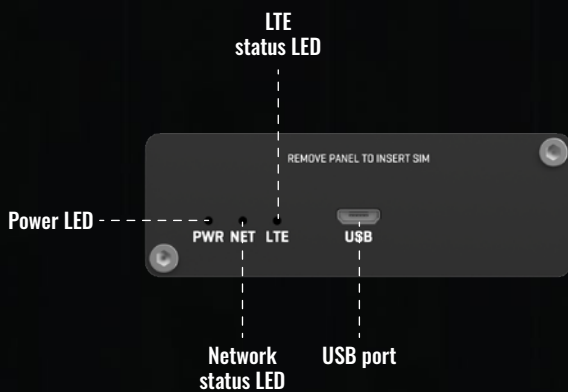 LTE
status LED
REMOVE PANEL TO INSERT SIM
Power LED
PWR NET LTE
USB
Network
status LED
USB port